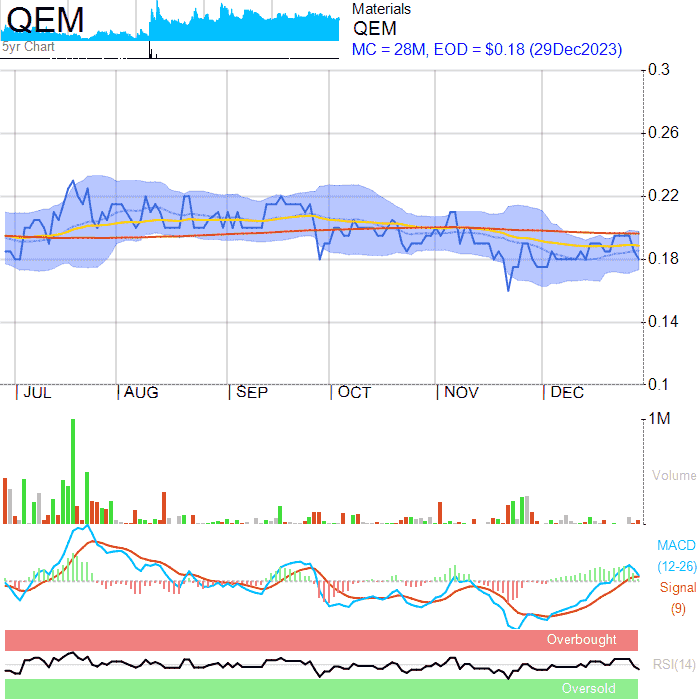 QEM
5yr Chart
Materials
QEM
MC = 28M, EOD = $0.18 (29Dec2023)
0.3
0.26
0.22
0.18
0.14
0.1
JUL AUG SEP OCT NOV DEC
1M
Volume
MACD
(12-26)
Signal
(9)
Overbought
RSI(14)
Oversold